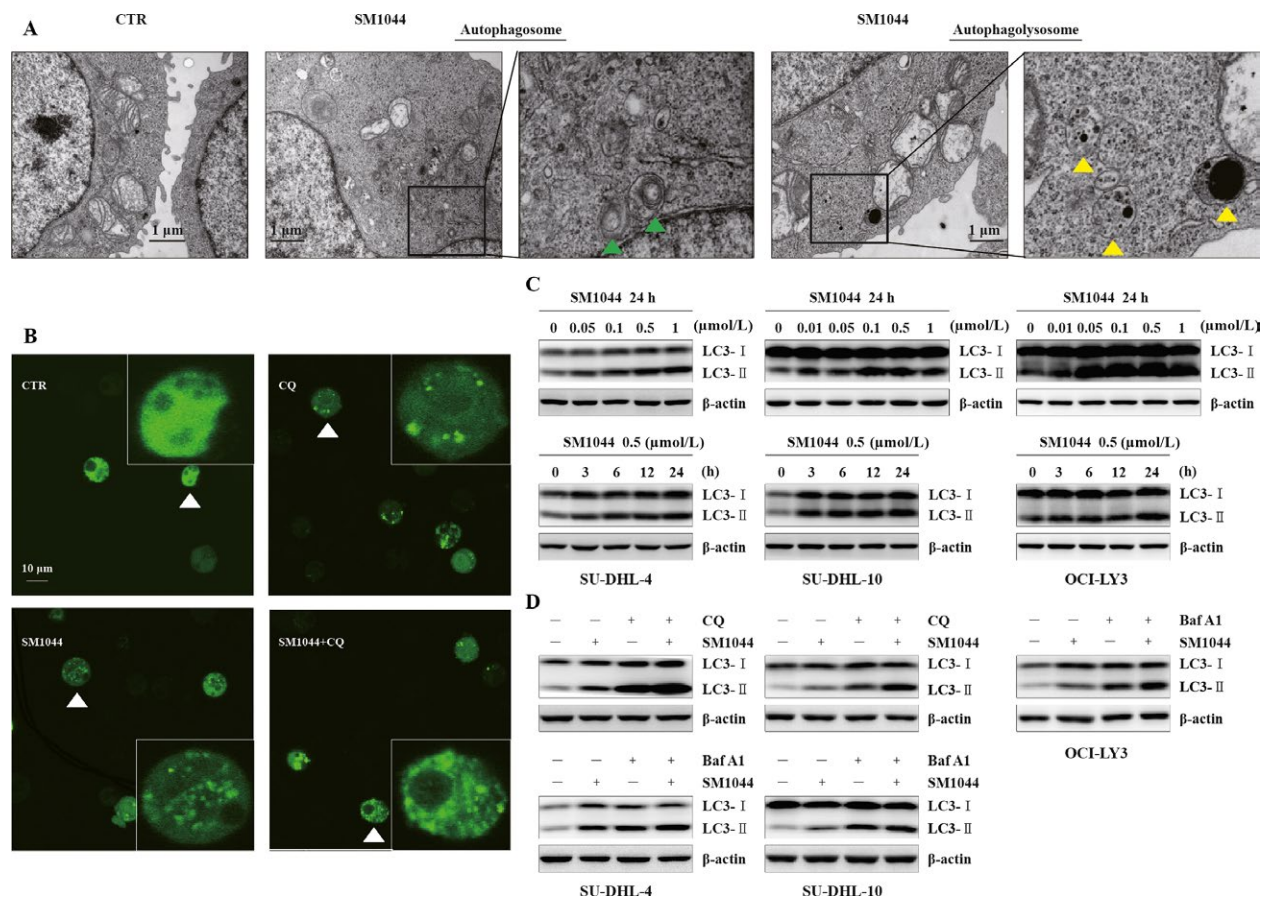 A
CTR
SM1044
Autophagosome
SM1044
Autophagolysosome
1 μm
1 μm
1 μm
B
CTR
10 μm
CQ
SM1044
SM1044+CQ
C
SM1044 24 h
0 0.05 0.1 0.5 1 (μmol/L)
LC3-Ⅰ
LC3-Ⅱ
β-actin
SM1044 24 h
0 0.01 0.05 0.1 0.5 1 (μmol/L)
LC3-Ⅰ
LC3-Ⅱ
β-actin
SM1044 24 h
0 0.01 0.05 0.1 0.5 1 (μmol/L)
LC3-Ⅰ
LC3-Ⅱ
β-actin
SM1044 0.5 (μmol/L)
0 3 6 12 24 (h)
LC3-Ⅰ
LC3-Ⅱ
β-actin
SU-DHL-4
SM1044 0.5 (μmol/L)
0 3 6 12 24
LC3-Ⅰ
LC3-Ⅱ
β-actin
SU-DHL-10
SM1044 0.5 (μmol/L)
0 3 6 12 24 (h)
LC3-Ⅰ
LC3-Ⅱ
β-actin
OCI-LY3
D
— — + + CQ
— + — + SM1044
LC3-Ⅰ
LC3-Ⅱ
β-actin
— — + + CQ
— + — + SM1044
LC3-Ⅰ
LC3-Ⅱ
β-actin
— — + + Baf A1
— + — + SM1044
LC3-Ⅰ
LC3-Ⅱ
β-actin
OCI-LY3
— — + + Baf A1
— + — + SM1044
LC3-Ⅰ
LC3-Ⅱ
β-actin
SU-DHL-4
— — + + Baf A1
— + — + SM1044
LC3-Ⅰ
LC3-Ⅱ
β-actin
SU-DHL-10